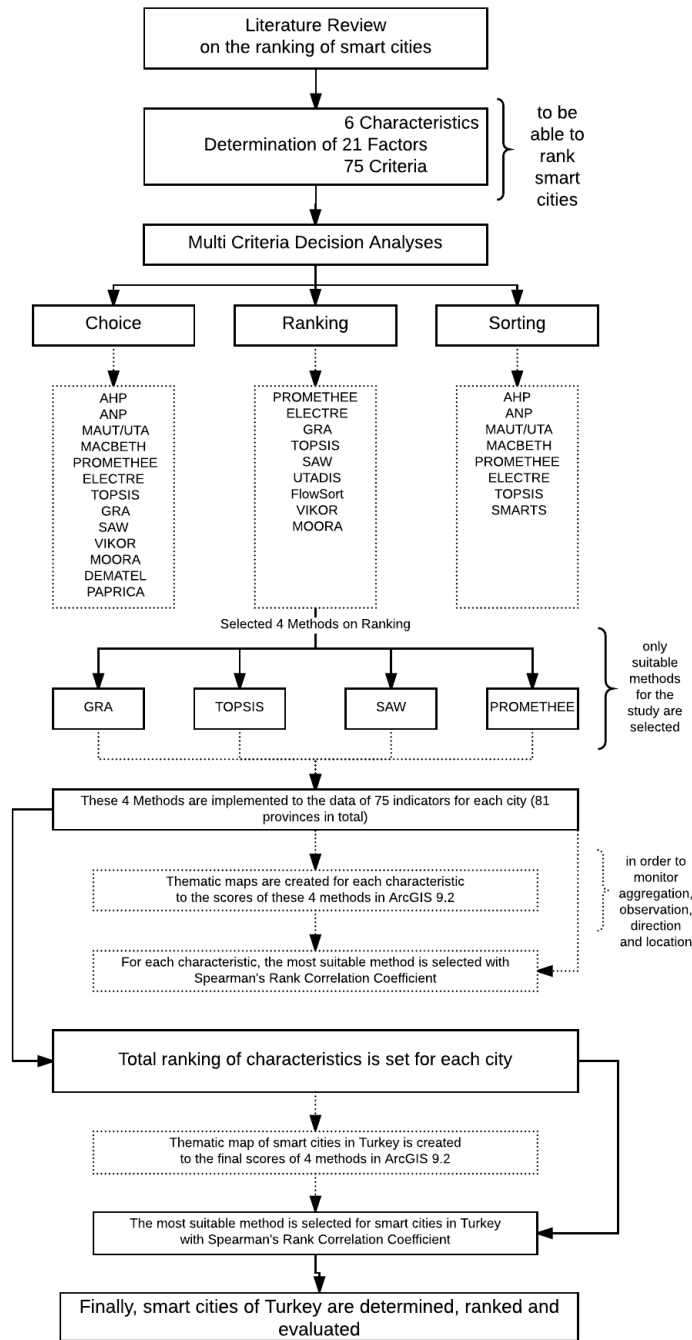 Literature Review
on the ranking of smart cities
6 Characteristics
Determination of 21 Factors
75 Criteria
to be
able to
rank
smart
cities
Multi Criteria Decision Analyses
Choice
Ranking
Sorting
AHP
ANP
MAUT/UTA
MACBETH
PROMETHEE
ELECTRE
TOPSIS
GRA
SAW
VIKOR
MOORA
DEMATEL
PAPRICA
PROMETHEE
ELECTRE
GRA
TOPSIS
SAW
UTADIS
FlowSort
VIKOR
MOORA
AHP
ANP
MAUT/UTA
MACBETH
PROMETHEE
ELECTRE
TOPSIS
SMARTS
Selected 4 Methods on Ranking
GRA
TOPSIS
SAW
PROMETHEE
only
suitable
methods
for the
study are
selected
These 4 Methods are implemented to the data of 75 indicators for each city (81
provinces in total)
Thematic maps are created for each characteristic
to the scores of these 4 methods in ArcGIS 9.2
in order to
monitor
aggregation,
observation,
direction
and location
For each characteristic, the most suitable method is selected with
Spearman's Rank Correlation Coefficient
Total ranking of characteristics is set for each city
Thematic map of smart cities in Turkey is created
to the final scores of 4 methods in ArcGIS 9.2
The most suitable method is selected for smart cities in Turkey
with Spearman's Rank Correlation Coefficient
Finally, smart cities of Turkey are determined, ranked and
evaluated